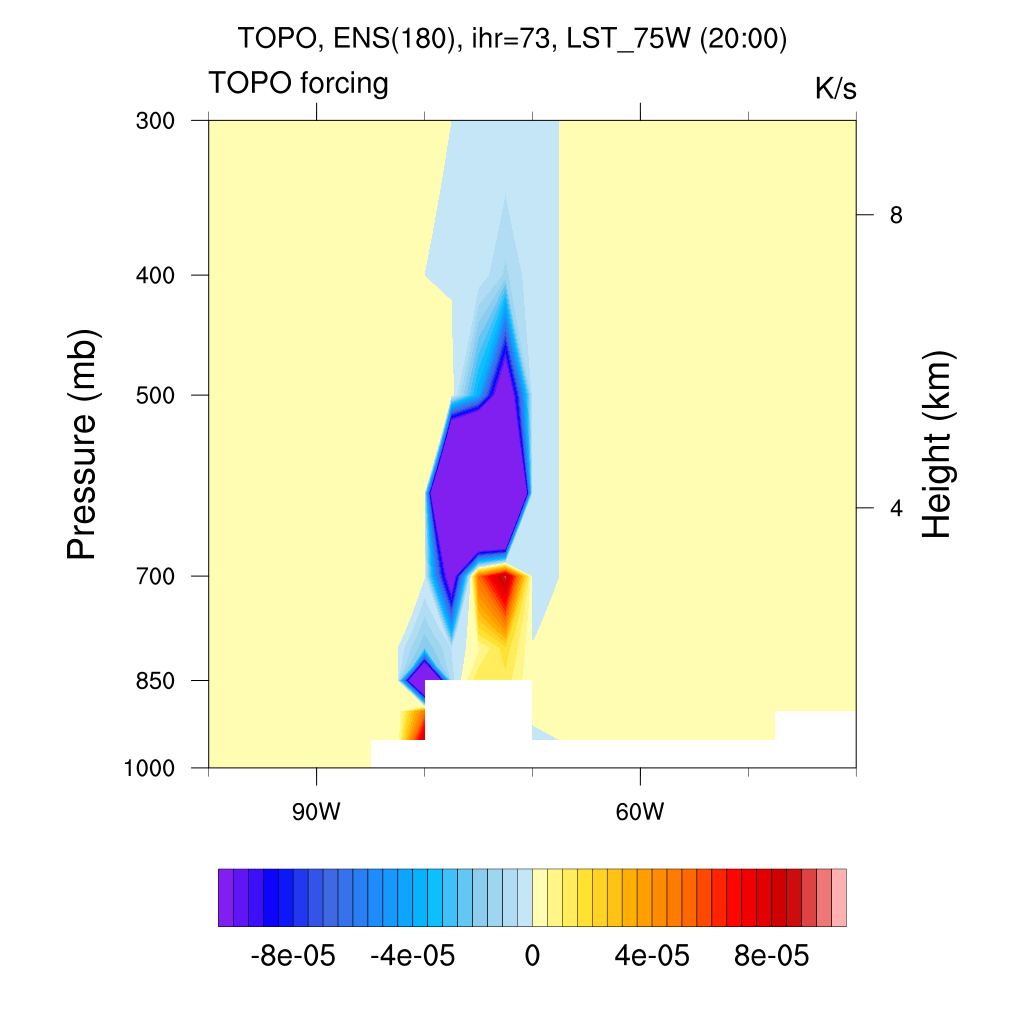 TOPO, ENS(180), ihr=73, LST_75W (20:00)
TOPO forcing
K/s
300
400
500
700
850
1000
Pressure (mb)
8
4
Height (km)
90W
60W
-8e-05
-4e-05
0
4e-05
8e-05